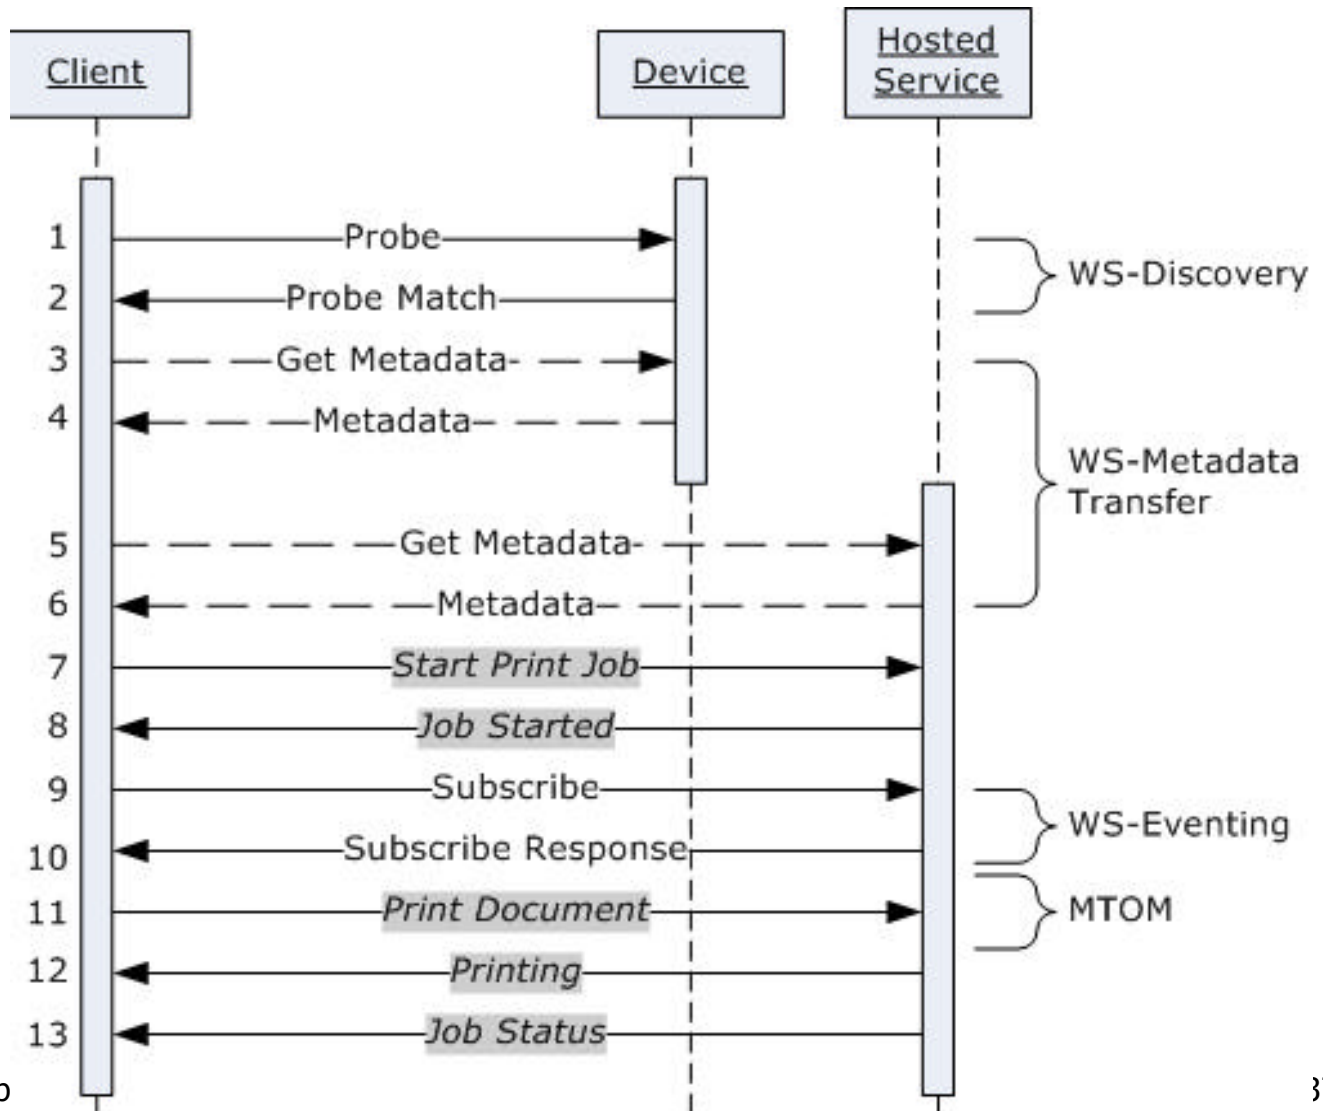 Client
Device
Hosted
Service
1
Probe
WS-Discovery
2
Probe Match
3
Get Metadata
4
Metadata
WS-Metadata
Transfer
5
Get Metadata
6
Metadata
7
Start Print Job
8
Job Started
9
Subscribe
WS-Eventing
10
Subscribe Response
11
Print Document
MTOM
12
Printing
13
Job Status